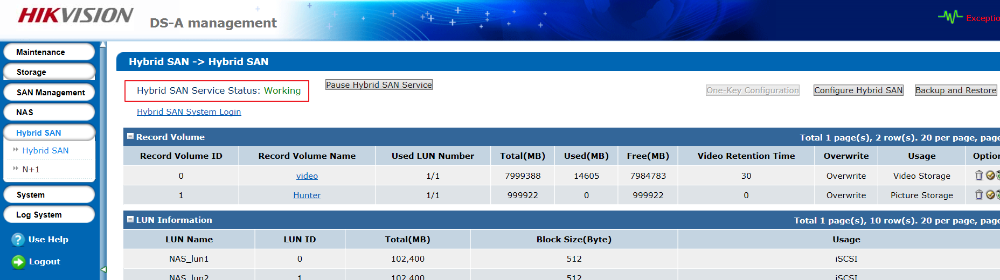 HIKVISION
DS-A management
Exceptio
Maintenance
Storage
SAN Management
NAS
Hybrid SAN
Hybrid SAN
N+1
System
Log System
Use Help
Logout
Hybrid SAN -> Hybrid SAN
Hybrid SAN Service Status: Working
Pause Hybrid SAN Service
One-Key Configuration
Configure Hybrid SAN
Backup and Restore
Hybrid SAN System Login
Record Volume Total 1 page(s), 2 row(s). 20 per page, page
Record Volume ID Record Volume Name Used LUN Number Total(MB) Used(MB) Free(MB) Video Retention Time Overwrite Usage Option
0 video 1/1 7999388 14605 7984783 30 Overwrite Video Storage
1 Hunter 1/1 999922 0 999922 0 Overwrite Picture Storage
LUN Information Total 1 page(s), 10 row(s). 20 per page, page
LUN Name LUN ID Total(MB) Block Size(Byte) Usage
NAS_lun1 0 102,400 512 iSCSI
NAS_lun2 1 102,400 512 iSCSI